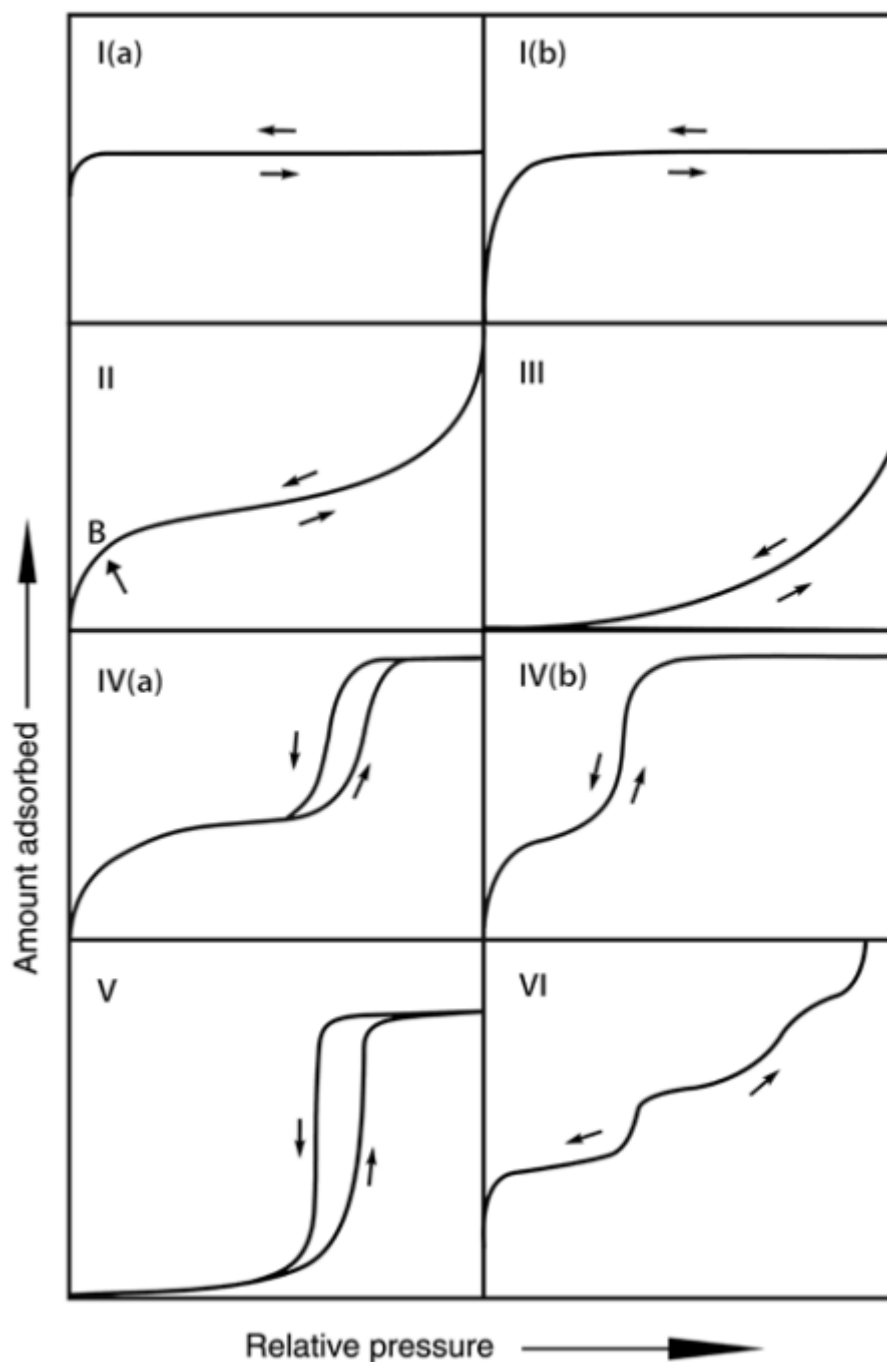 I(a)
I(b)
II
III
B
IV(a)
IV(b)
V
VI
Amount adsorbed
Relative pressure